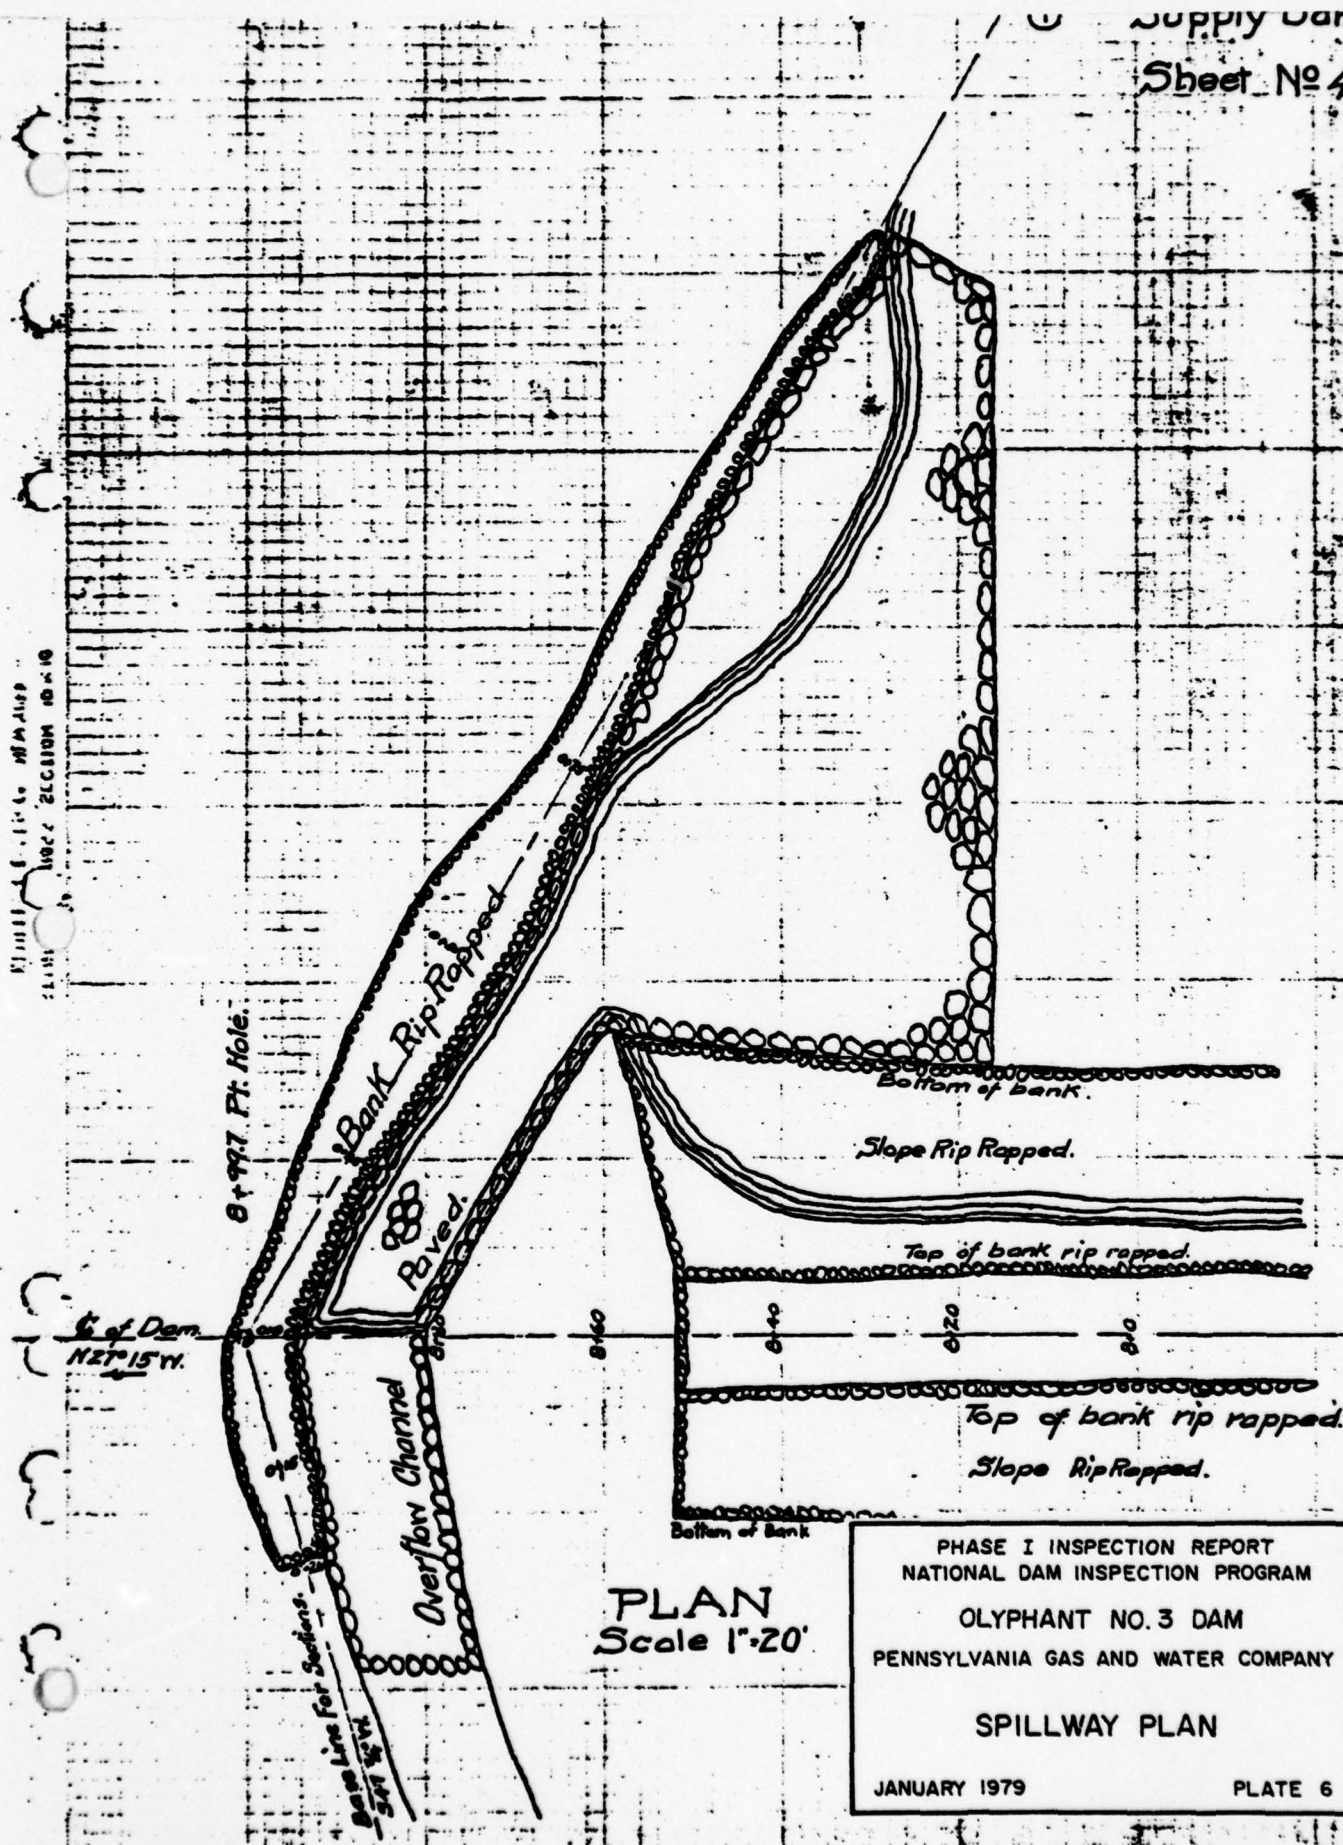 Supply Dam
Sheet Nº 4
8+99.7 Pt. Hole.
Bank Rip Rapped
Paved.
Bottom of bank.
Slope Rip Rapped.
Top of bank rip rapped.
℄ of Dam
N27°15'W.
8+60
8+40
8+20
8+0
Top of bank rip rapped.
Slope Rip Rapped.
Overflow Channel
Bottom of Bank
Base Line For Sections.
PLAN
Scale 1"=20'
PHASE I INSPECTION REPORT
NATIONAL DAM INSPECTION PROGRAM
OLYPHANT NO. 3 DAM
PENNSYLVANIA GAS AND WATER COMPANY
SPILLWAY PLAN
JANUARY 1979
PLATE 6